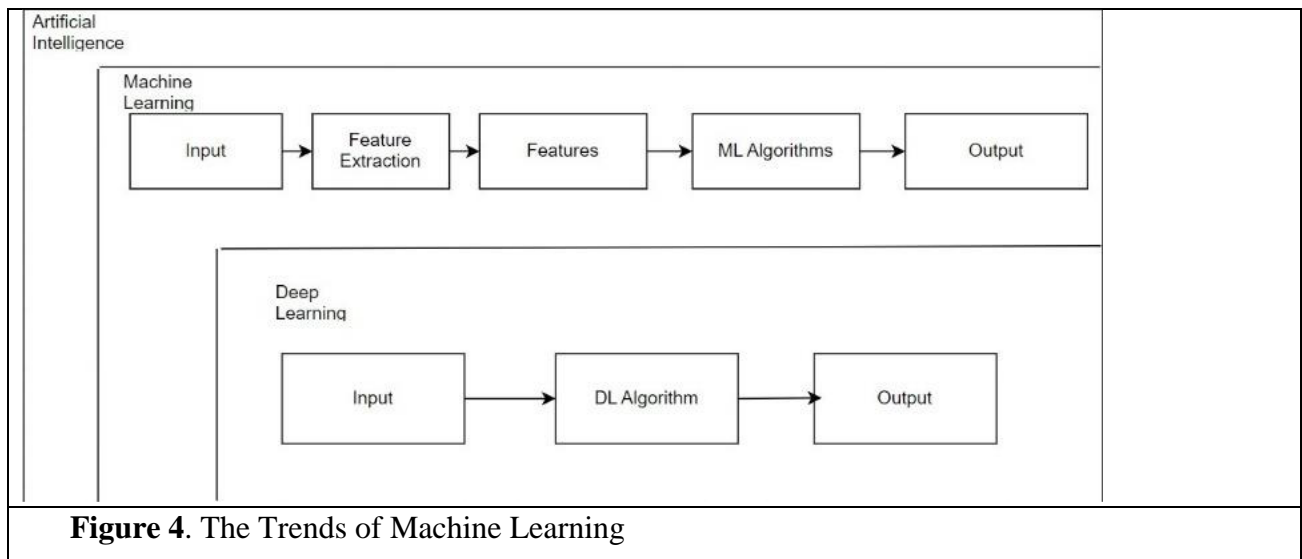 Artificial
Intelligence
Machine
Learning
Input
Feature
Extraction
Features
ML Algorithms
Output
Deep
Learning
Input
DL Algorithm
Output
Figure 4. The Trends of Machine Learning